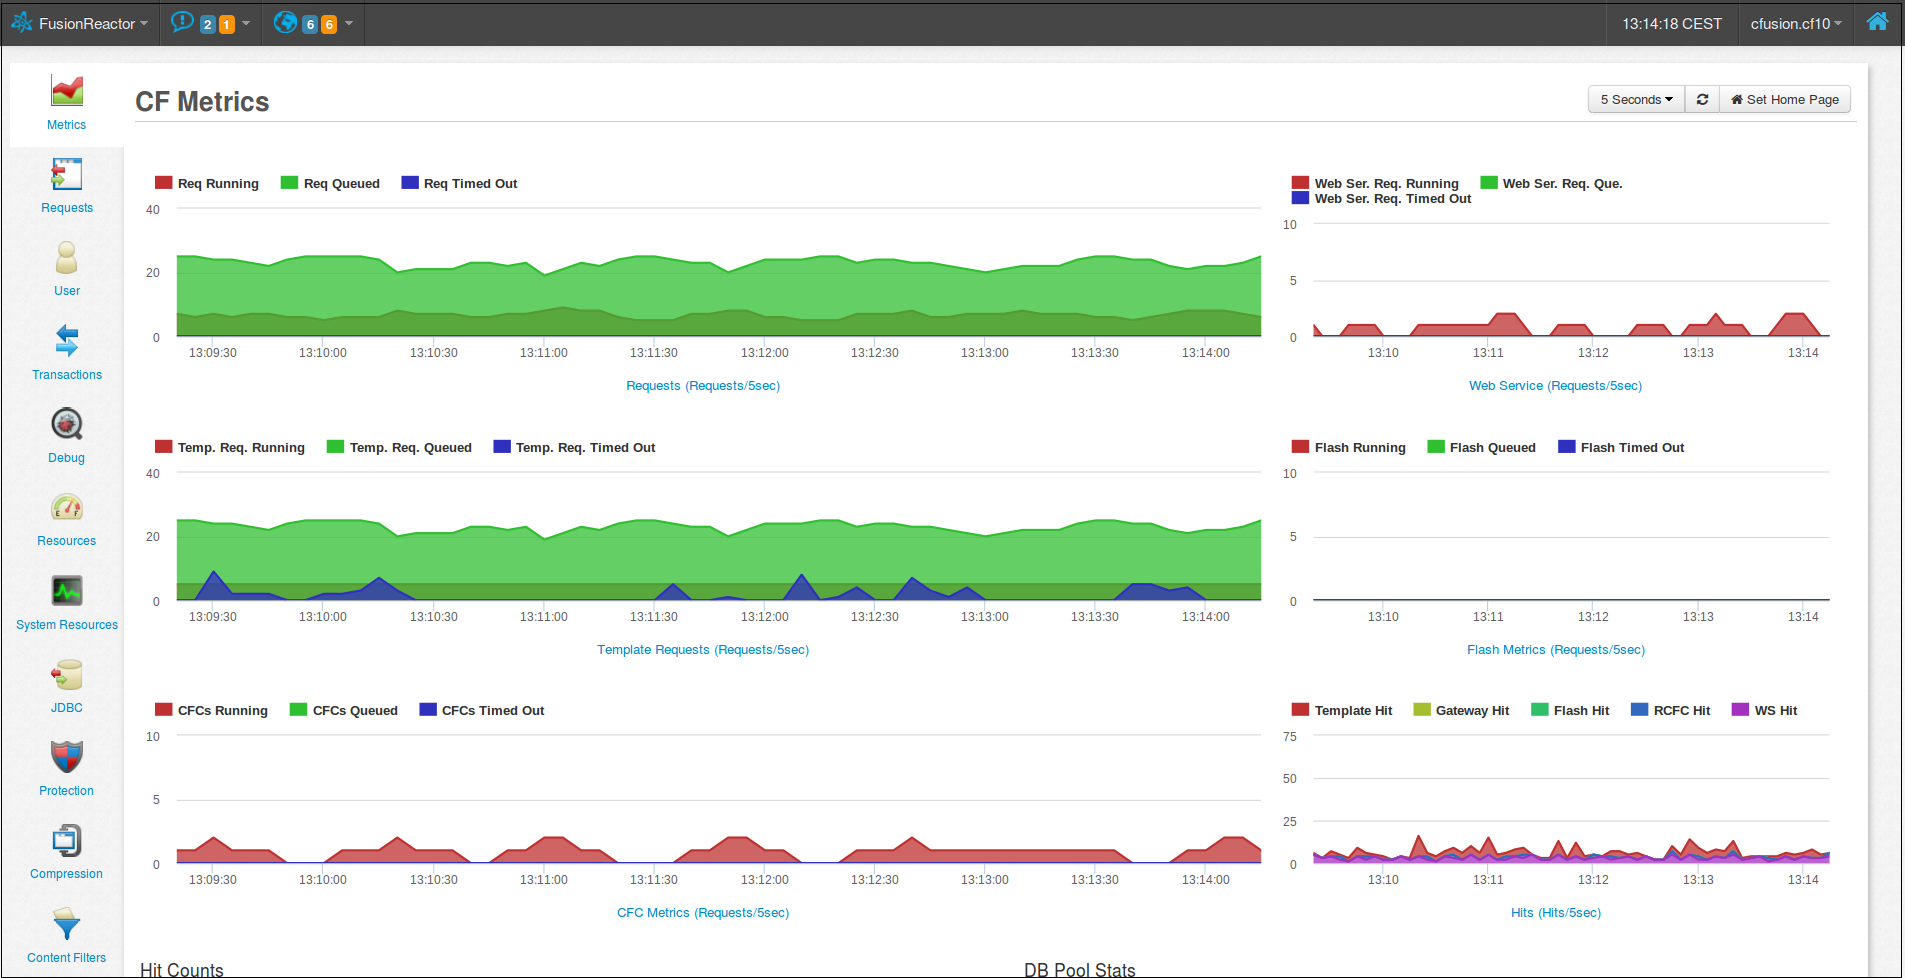 FusionReactor 2 1 6 6 13:14:18 CEST cfusion.cf10
Metrics
Requests
User
Transactions
Debug
E F
Resources
System Resources
JDBC
Protection
Compression
Content Filters
CF Metrics
5 Seconds Set Home Page
Req Running Req Queued Req Timed Out
40
20
0
13:09:30 13:10:00 13:10:30 13:11:00 13:11:30 13:12:00 13:12:30 13:13:00 13:13:30 13:14:00
Requests (Requests/5sec)
Web Ser. Req. Running Web Ser. Req. Que.
Web Ser. Req. Timed Out
10
5
0
13:10 13:11 13:12 13:13 13:14
Web Service (Requests/5sec)
Temp. Req. Running Temp. Req. Queued Temp. Req. Timed Out
40
20
0
13:09:30 13:10:00 13:10:30 13:11:00 13:11:30 13:12:00 13:12:30 13:13:00 13:13:30 13:14:00
Template Requests (Requests/5sec)
Flash Running Flash Queued Flash Timed Out
10
5
0
13:10 13:11 13:12 13:13 13:14
Flash Metrics (Requests/5sec)
CFCs Running CFCs Queued CFCs Timed Out
10
5
0
13:09:30 13:10:00 13:10:30 13:11:00 13:11:30 13:12:00 13:12:30 13:13:00 13:13:30 13:14:00
CFC Metrics (Requests/5sec)
Template Hit Gateway Hit Flash Hit RCFC Hit WS Hit
75
50
25
0
13:10 13:11 13:12 13:13 13:14
Hits (Hits/5sec)
Hit Counts
DB Pool Stats